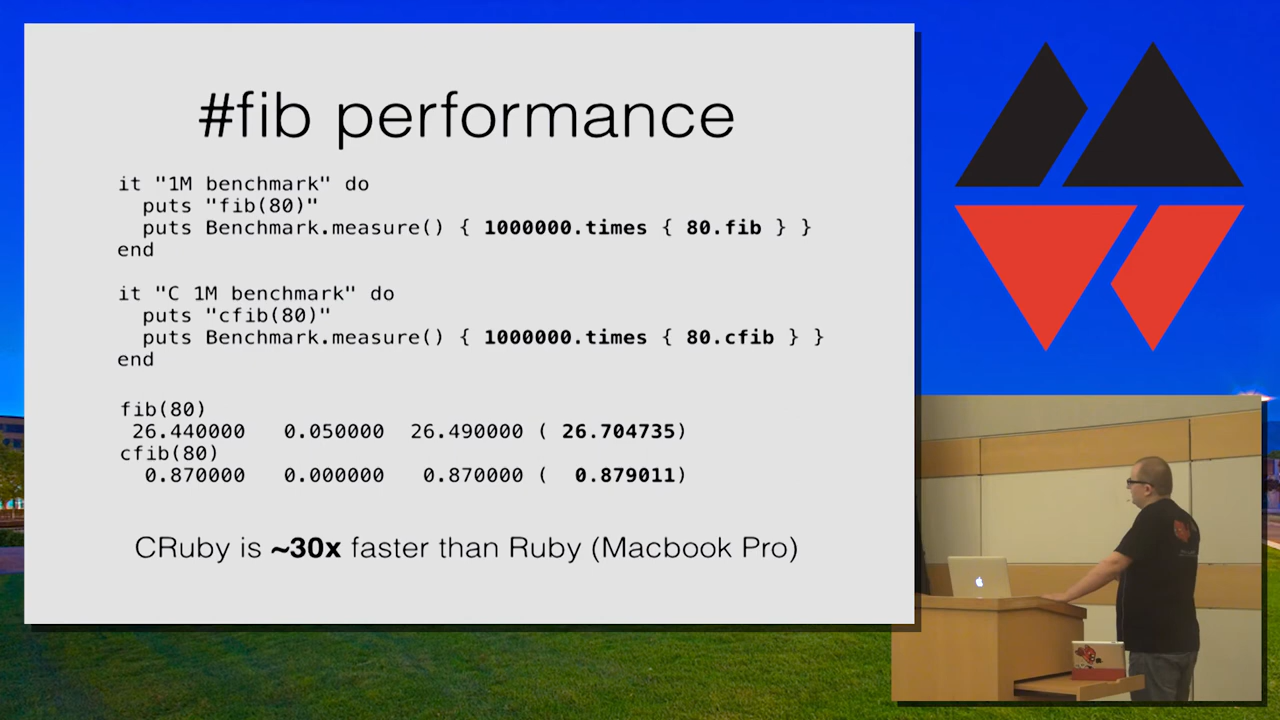 #fib performance
it "1M benchmark" do
puts "fib(80)"
puts Benchmark.measure() { 1000000.times { 80.fib } }
end
it "C 1M benchmark" do
puts "cfib(80)"
puts Benchmark.measure() { 1000000.times { 80.cfib } }
end
fib(80)
26.440000 0.050000 26.490000 ( 26.704735)
cfib(80)
0.870000 0.000000 0.870000 ( 0.879011)
CRuby is ~30x faster than Ruby (Macbook Pro)